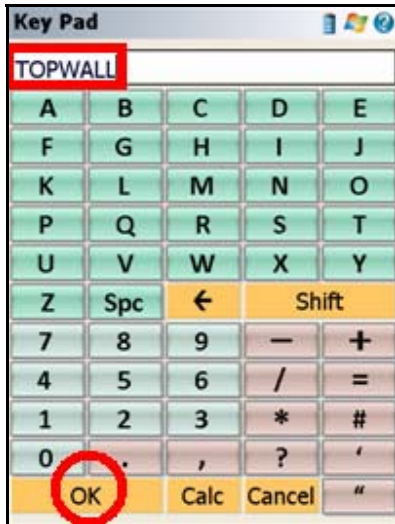 Key Pad
TOPWALL
A B C D E
F G H I J
K L M N O
P Q R S T
U V W X Y
Z Spc ← Shift
7 8 9 - +
4 5 6 / =
1 2 3 * #
0 . , ? ‘
OK Calc Cancel “